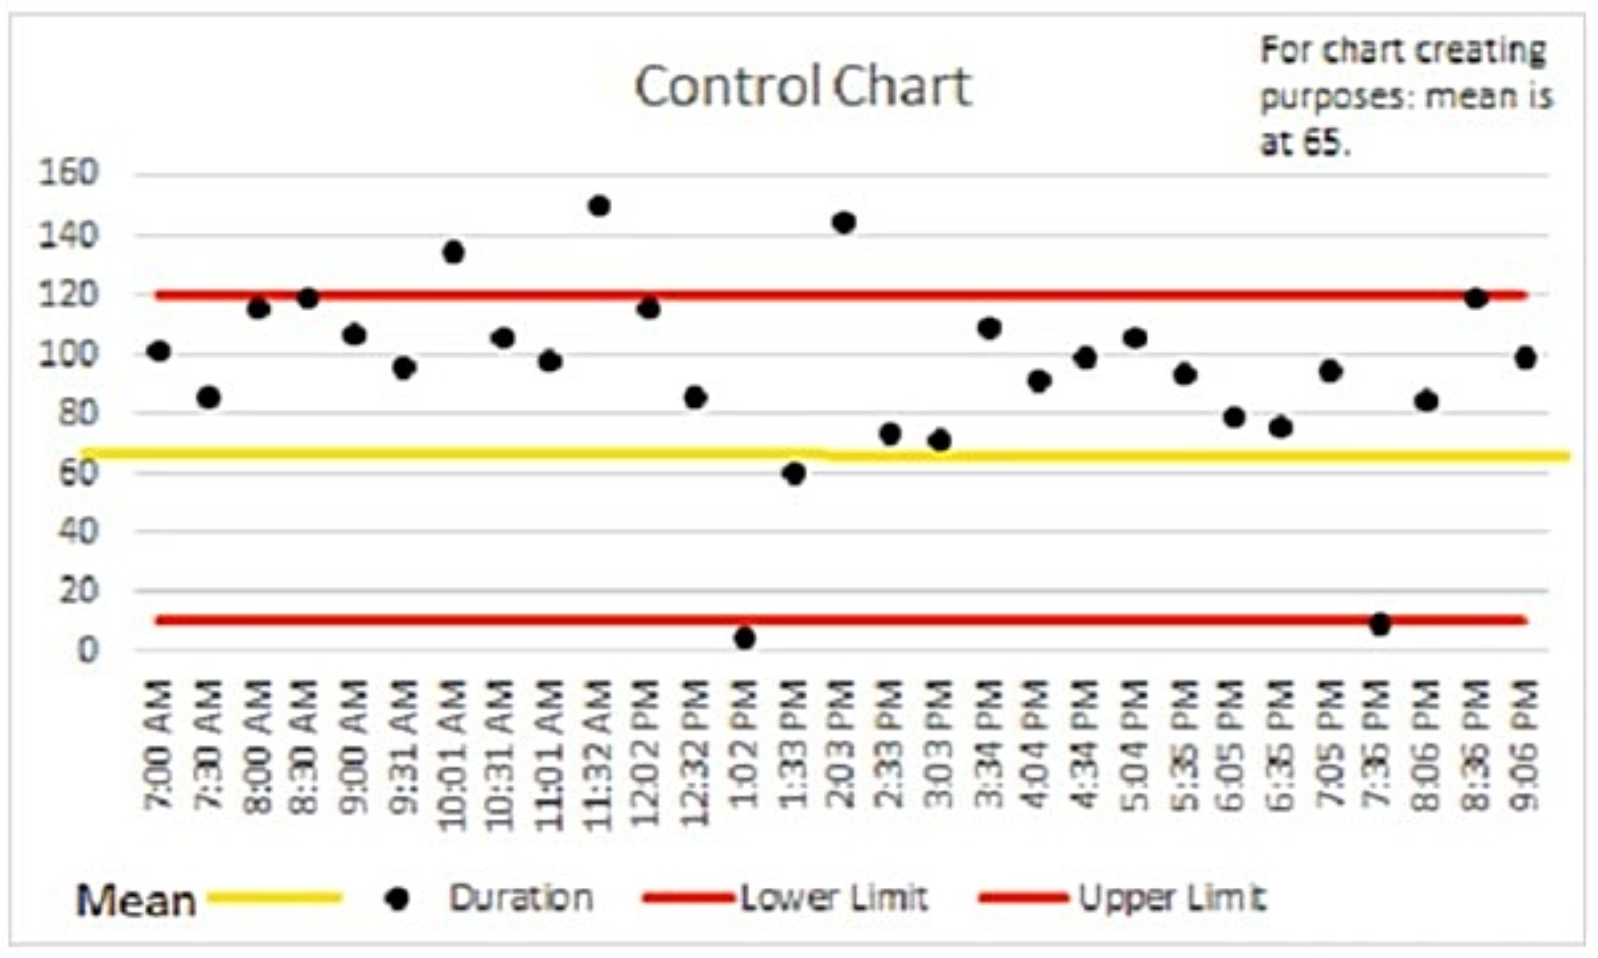 Control Chart
For chart creating
purposes: mean is
at 65.
160
140
120
100
80
60
40
20
0
7:00 AM
7:30 AM
8:00 AM
8:30 AM
9:00 AM
9:31 AM
10:01 AM
10:31 AM
11:01 AM
11:32 AM
12:02 PM
12:32 PM
1:02 PM
1:33 PM
2:03 PM
2:33 PM
3:03 PM
3:34 PM
4:04 PM
4:34 PM
5:04 PM
5:35 PM
6:05 PM
6:35 PM
7:05 PM
7:36 PM
8:06 PM
8:36 PM
9:06 PM
Mean Duration Lower Limit Upper Limit